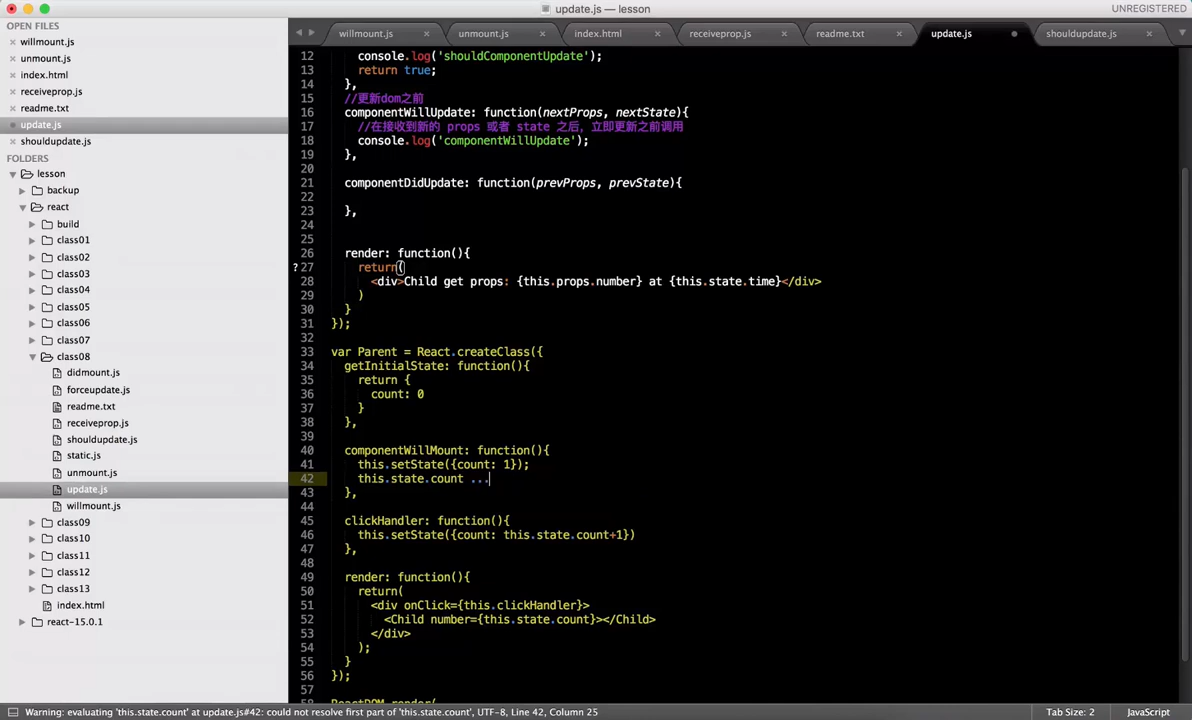 update.js — lesson
UNREGISTERED
OPEN FILES
willmount.js
unmount.js
index.html
receiveprop.js
readme.txt
update.js
shouldupdate.js
FOLDERS
lesson
backup
react
build
class01
class02
class03
class04
class05
class06
class07
class08
didmount.js
forceupdate.js
readme.txt
receiveprop.js
shouldupdate.js
static.js
unmount.js
update.js
willmount.js
class09
class10
class11
class12
class13
index.html
react-15.0.1
willmount.js
unmount.js
index.html
receiveprop.js
readme.txt
update.js
shouldupdate.js
12 console.log('shouldComponentUpdate');
13 return true;
14 },
15 //更新dom之前
16 componentWillUpdate: function(nextProps, nextState){
17 //在接收到新的 props 或者 state 之后，立即更新之前调用
18 console.log('componentWillUpdate');
19 },
20
21 componentDidUpdate: function(prevProps, prevState){
22
23 },
24
25
26 render: function(){
?27 return(
28 <div>Child get props: {this.props.number} at {this.state.time}</div>
29 )
30 }
31 });
32
33 var Parent = React.createClass({
34 getInitialState: function(){
35 return {
36 count: 0
37 }
38 },
39
40 componentWillMount: function(){
41 this.setState({count: 1});
42 this.state.count ...
43 },
44
45 clickHandler: function(){
46 this.setState({count: this.state.count+1})
47 },
48
49 render: function(){
50 return(
51 <div onClick={this.clickHandler}>
52 <Child number={this.state.count}></Child>
53 </div>
54 );
55 }
56 });
57
58 ReactDOM.render(
Warning: evaluating 'this.state.count' at update.js#42: could not resolve first part of 'this.state.count', UTF-8, Line 42, Column 25
Tab Size: 2
JavaScript